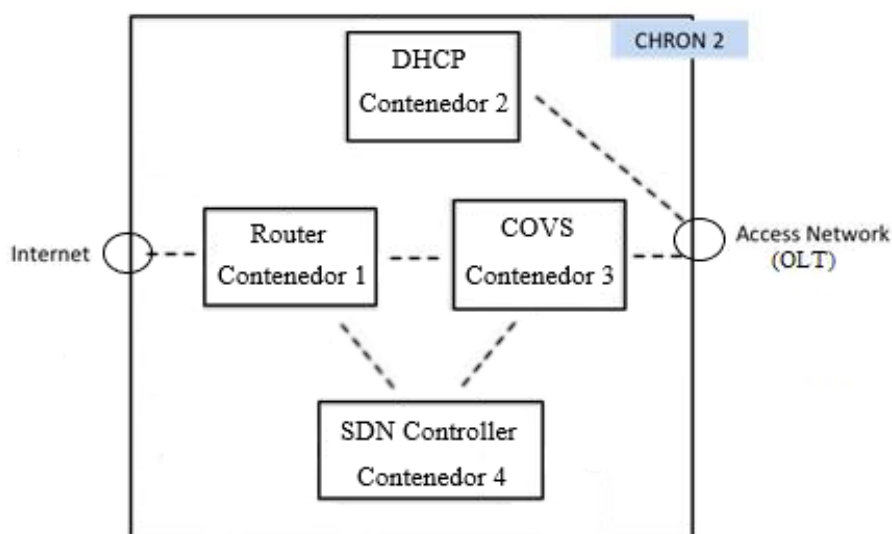 CHRON 2
DHCP
Contenedor 2
Internet
Router
Contenedor 1
COVS
Contenedor 3
Access Network
(OLT)
SDN Controller
Contenedor 4